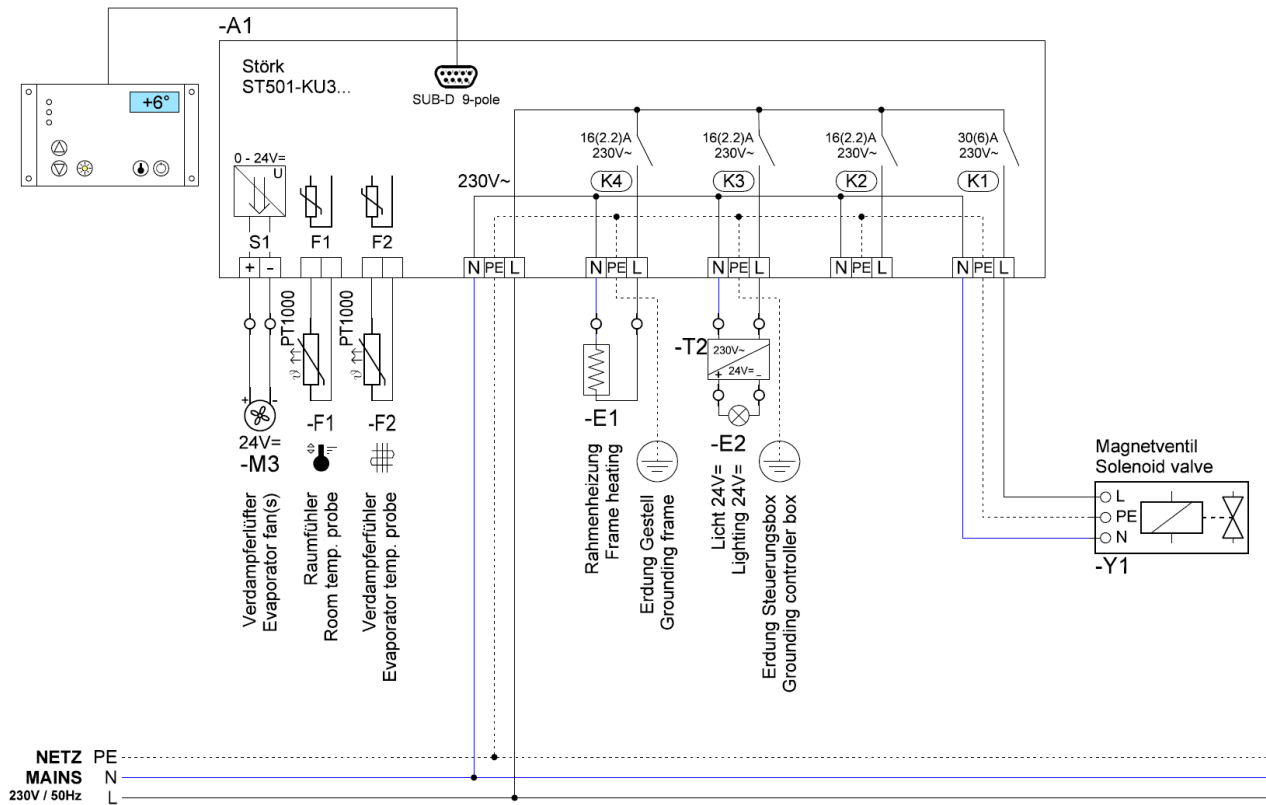 -A1
Störk
ST501-KU3...
SUB-D 9-pole
+6°
0 - 24V=
U
S1
F1
F2
230V~
16(2.2)A
230V~
K4
16(2.2)A
230V~
K3
16(2.2)A
230V~
K2
30(6)A
230V~
K1
+ -
N PE L
N PE L
N PE L
N PE L
N PE L
PT1000
ϑ
PT1000
ϑ
+ -
24V=
-M3
-F1
-F2
-E1
-T2
230V~
+ 24V= -
-E2
Verdampferlüfter
Evaporator fan(s)
Raumfühler
Room temp. probe
Verdampferfühler
Evaporator temp. probe
Rahmenheizung
Frame heating
Erdung Gestell
Grounding frame
Licht 24V=
Lighting 24V=
Erdung Steuerungsbox
Grounding controller box
Magnetventil
Solenoid valve
L
PE
N
-Y1
NETZ PE
MAINS N
230V / 50Hz L